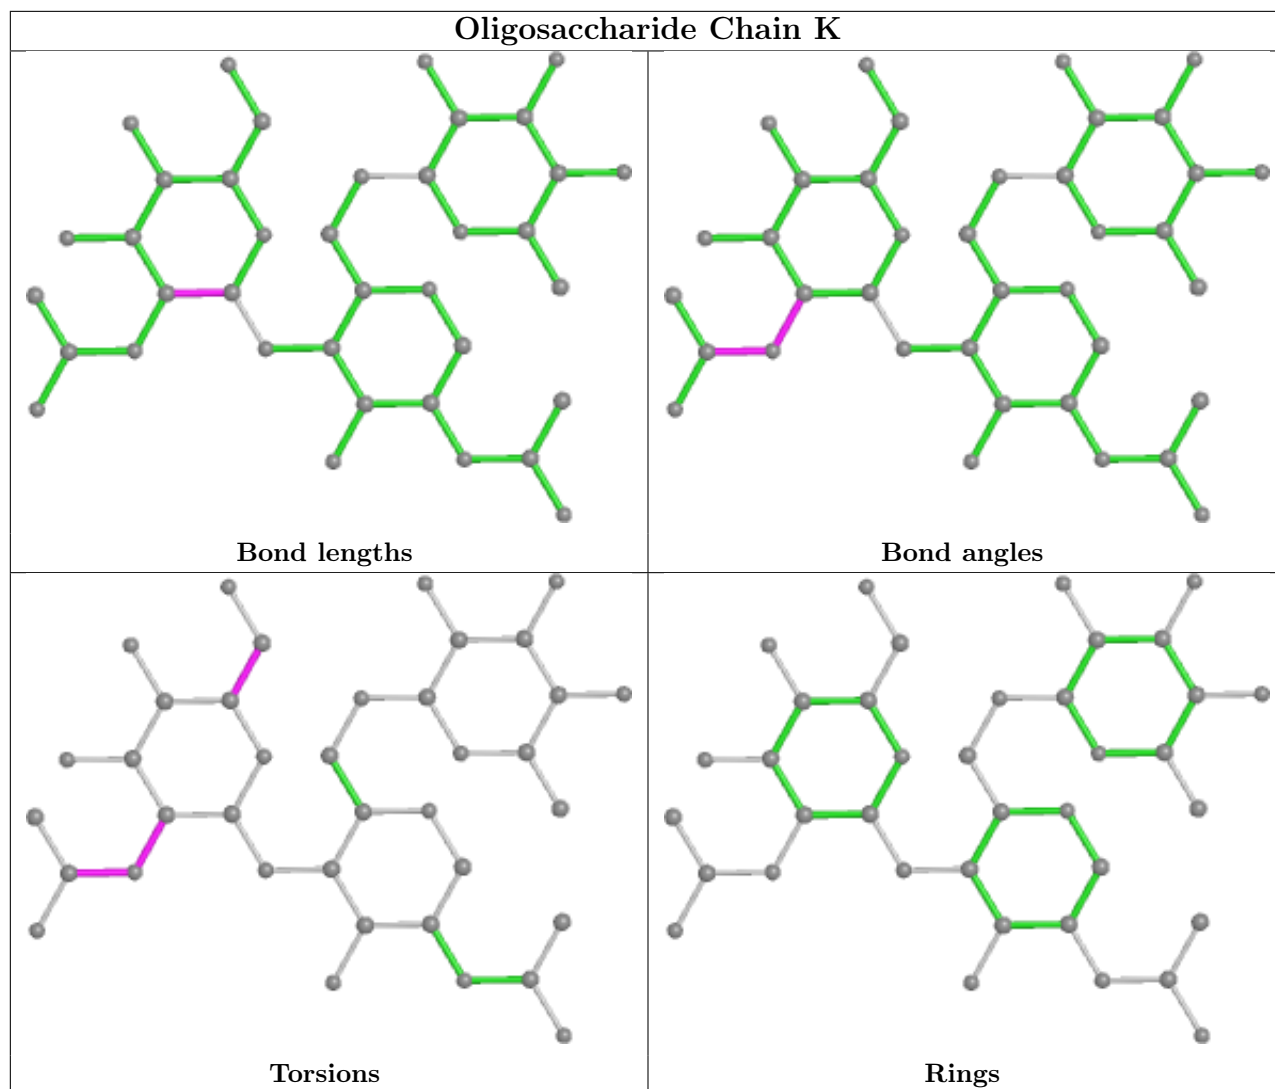 Oligosaccharide Chain K
Bond lengths
Bond angles
Torsions
Rings